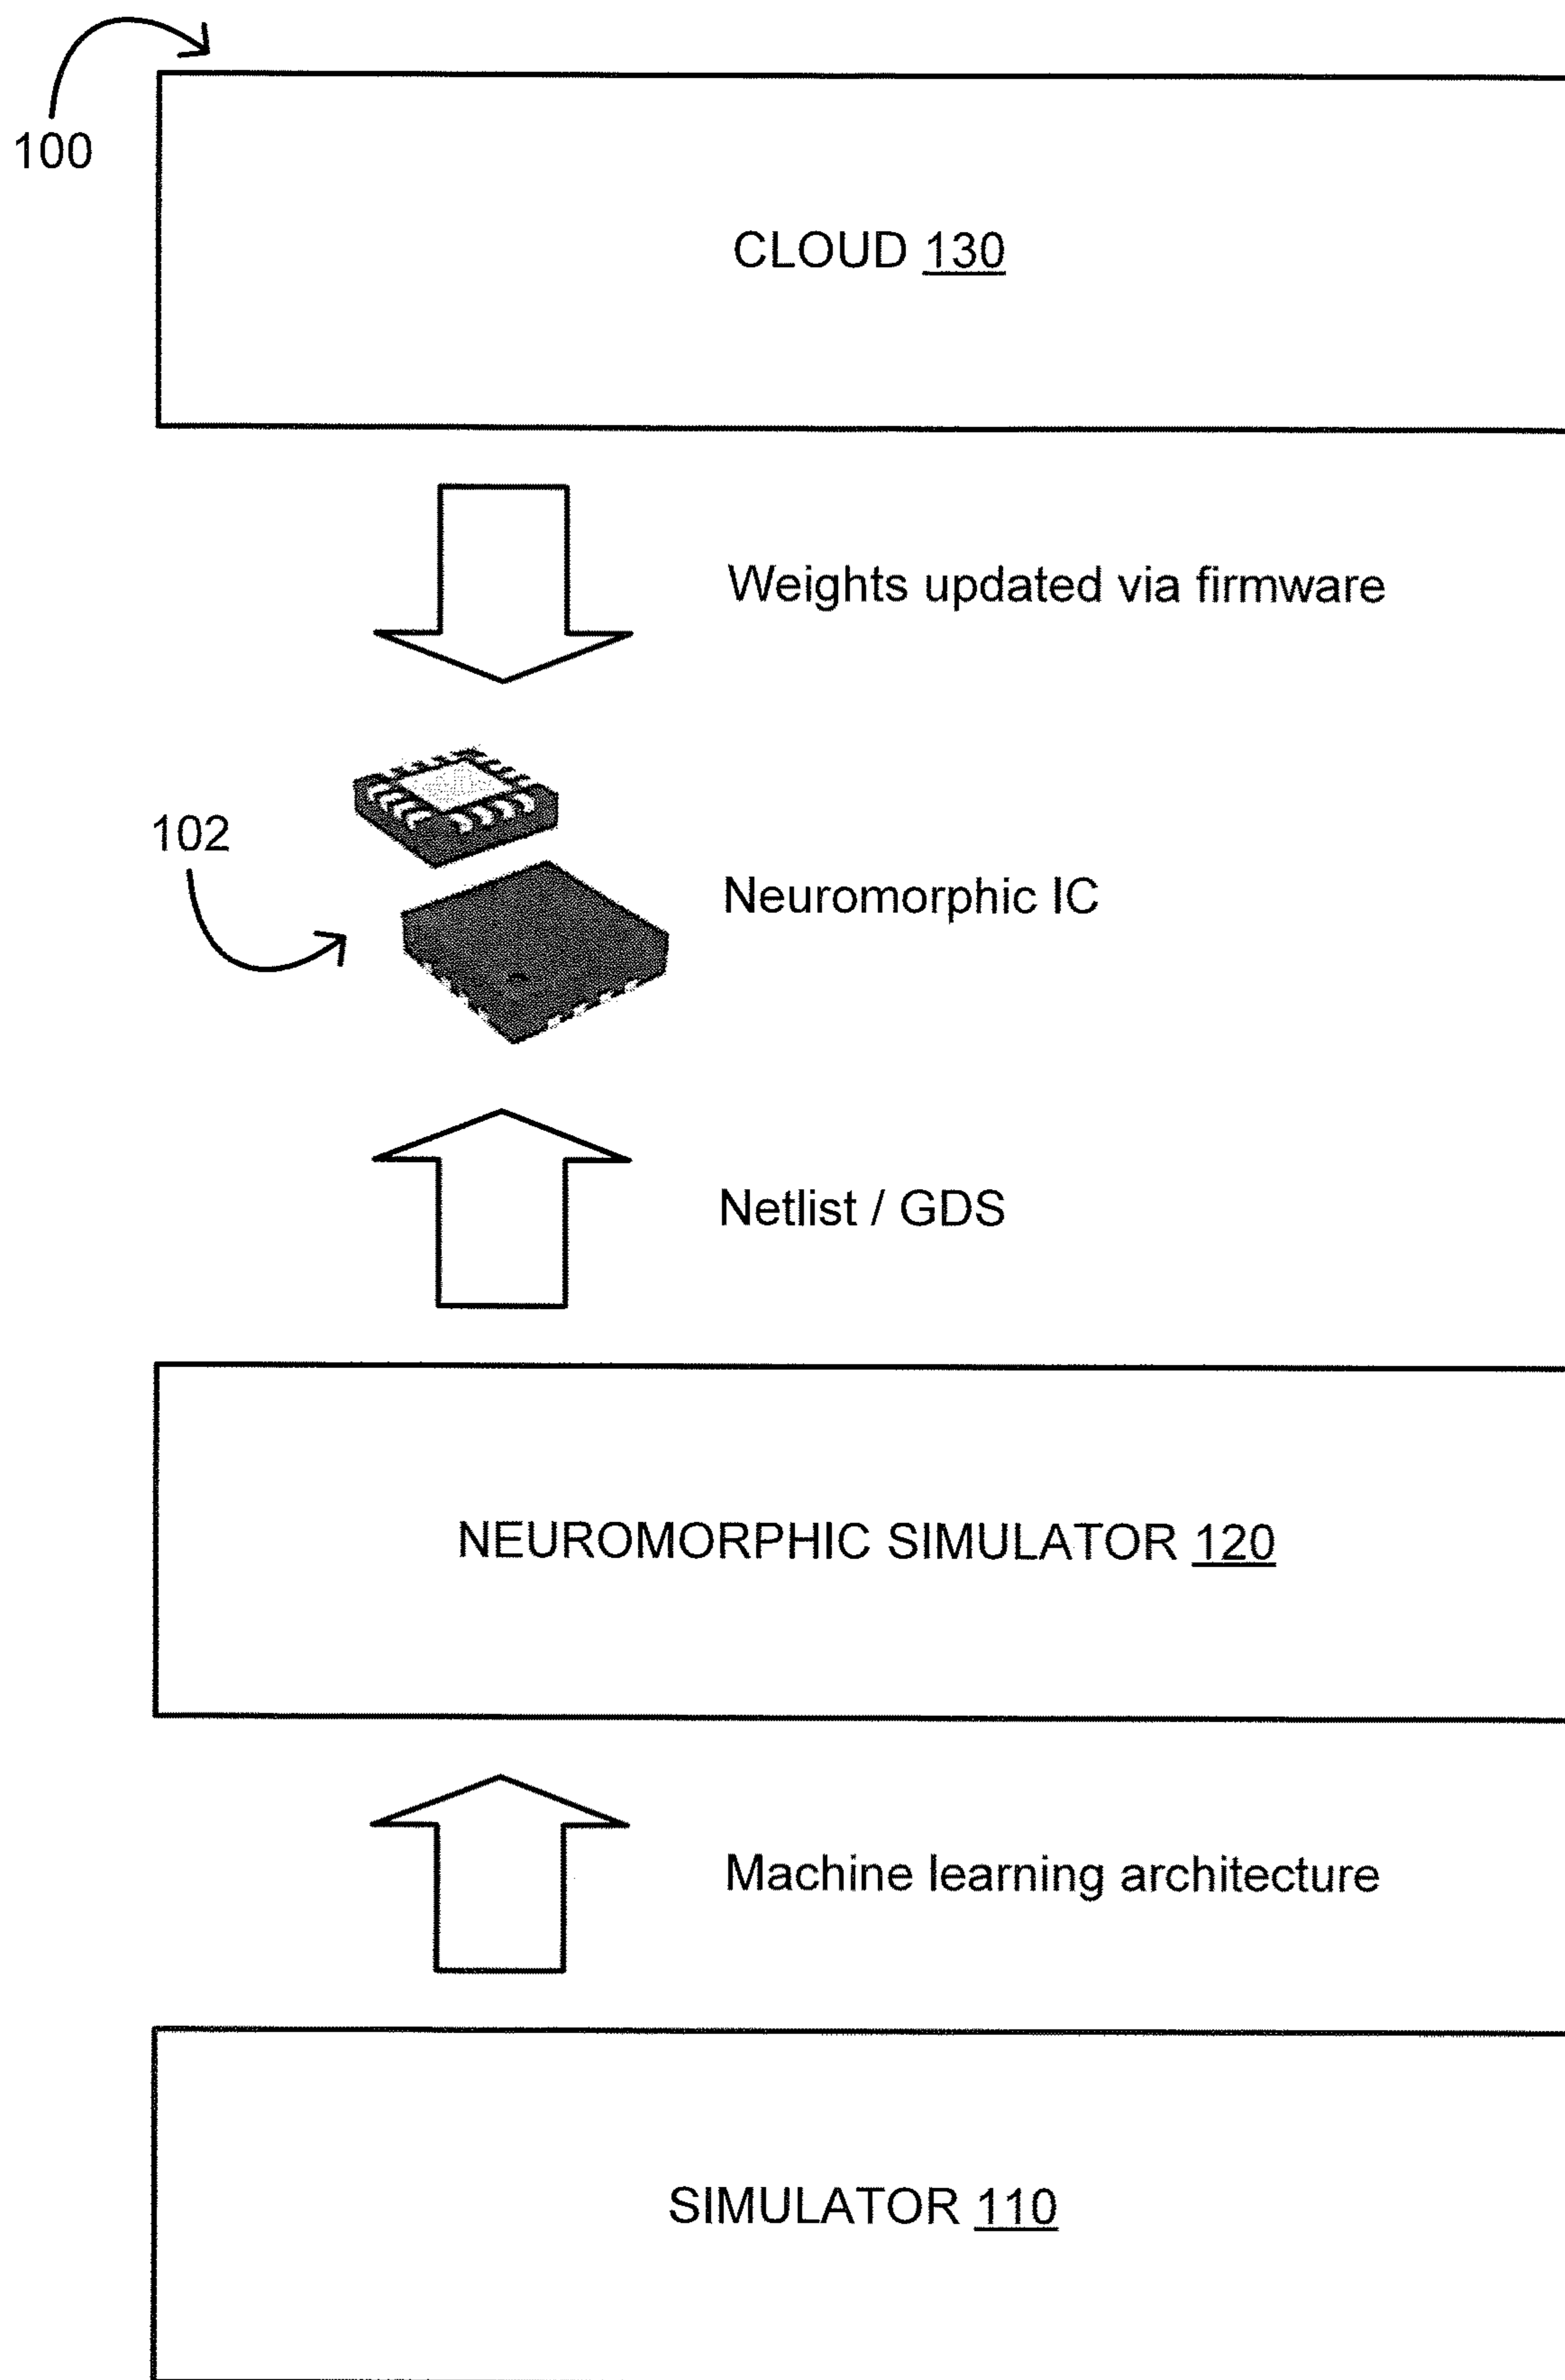 100
CLOUD 130
Weights updated via firmware
102
Neuromorphic IC
Netlist / GDS
NEUROMORPHIC SIMULATOR 120
Machine learning architecture
SIMULATOR 110